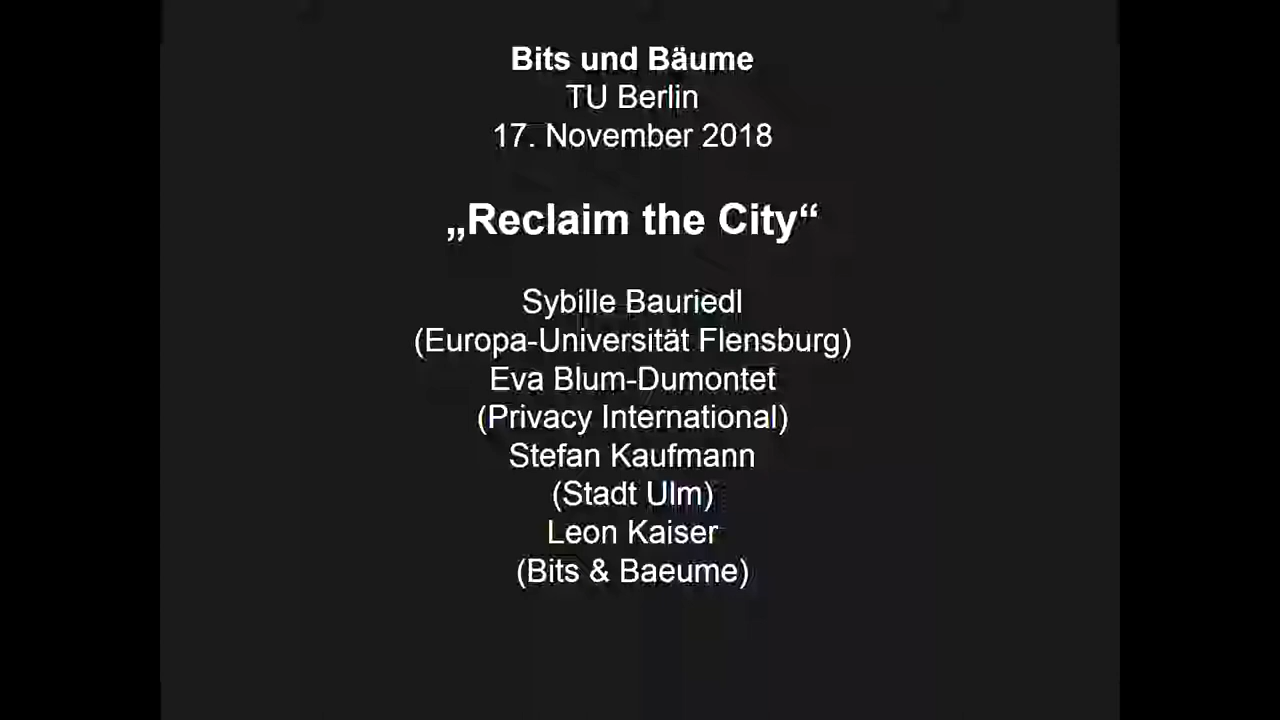 Bits und Bäume
TU Berlin
17. November 2018
„Reclaim the City“
Sybille Bauriedl
(Europa-Universität Flensburg)
Eva Blum-Dumontet
(Privacy International)
Stefan Kaufmann
(Stadt Ulm)
Leon Kaiser
(Bits & Baeume)